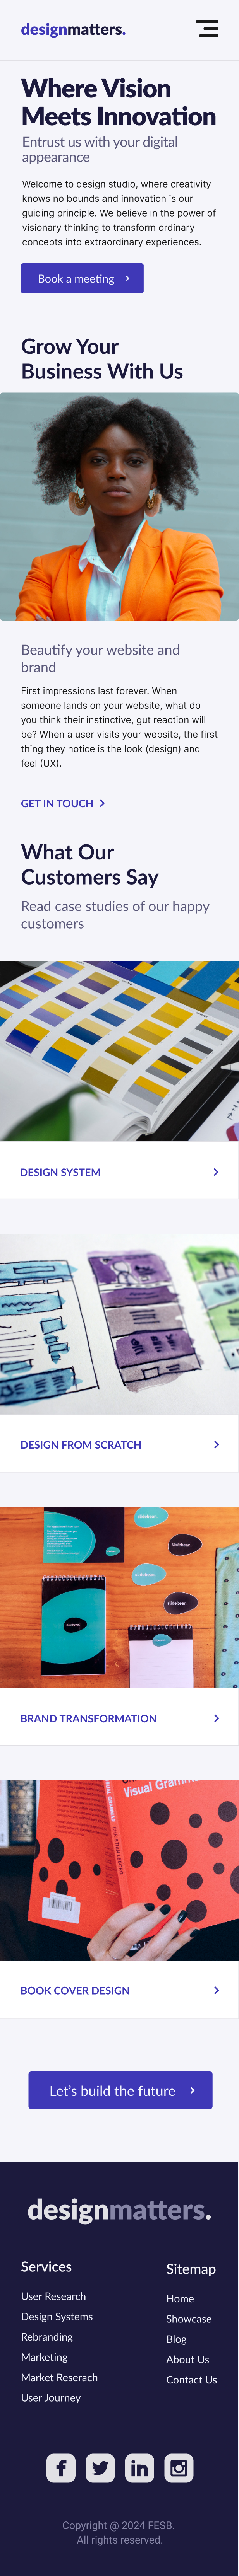 designmatters.
Where Vision
Meets Innovation
Entrust us with your digital
appearance
Welcome to design studio, where creativity
knows no bounds and innovation is our
guiding principle. We believe in the power of
visionary thinking to transform ordinary
concepts into extraordinary experiences.
Book a meeting
Grow Your
Business With Us
Beautify your website and
brand
First impressions last forever. When
someone lands on your website, what do
you think their instinctive, gut reaction will
be? When a user visits your website, the first
thing they notice is the look (design) and
feel (UX).
GET IN TOUCH
What Our
Customers Say
Read case studies of our happy
customers
DESIGN SYSTEM
DESIGN FROM SCRATCH
slidebean.
slidebean.
slidebean.
slidebean.
BRAND TRANSFORMATION
Visual Gramm
CHRISTIAN LEBORG
BOOK COVER DESIGN
Let's build the future
designmatters.
Services
User Research
Design Systems
Rebranding
Marketing
Market Reserach
User Journey
Sitemap
Home
Showcase
Blog
About Us
Contact Us
Copyright @ 2024 FESB.
All rights reserved.